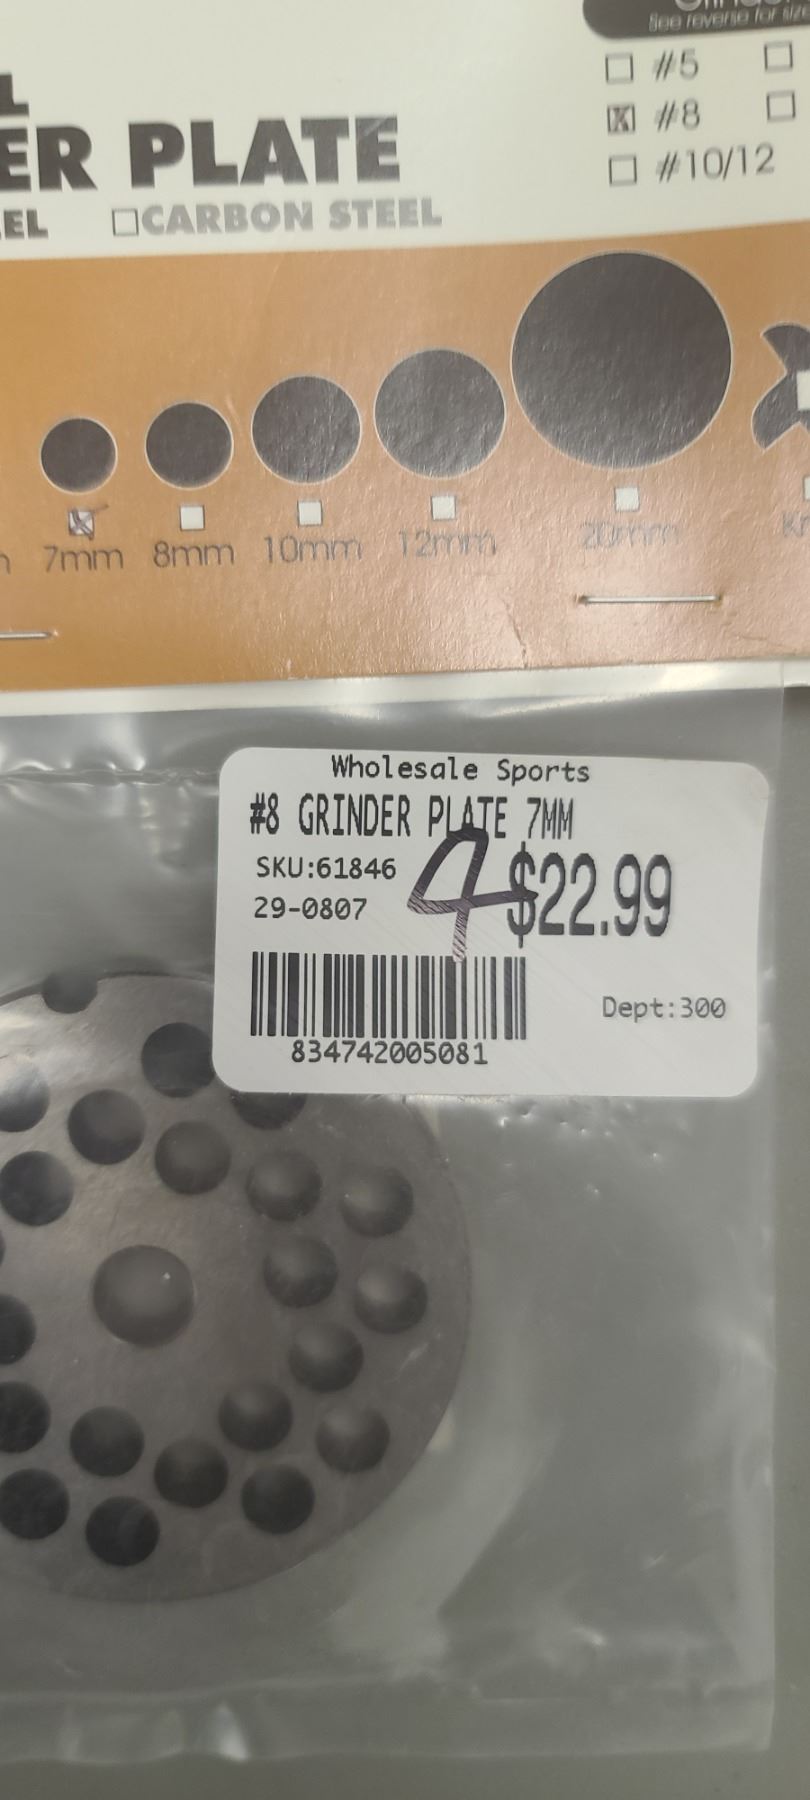 See reverse for size
#5
#8
#10/12
L
ER PLATE
EL CARBON STEEL
7mm 8mm 10mm 12mm 20mm
Wholesale Sports
#8 GRINDER PLATE 7MM
SKU:61846
29-0807
4 $22.99
Dept:300
834742005081